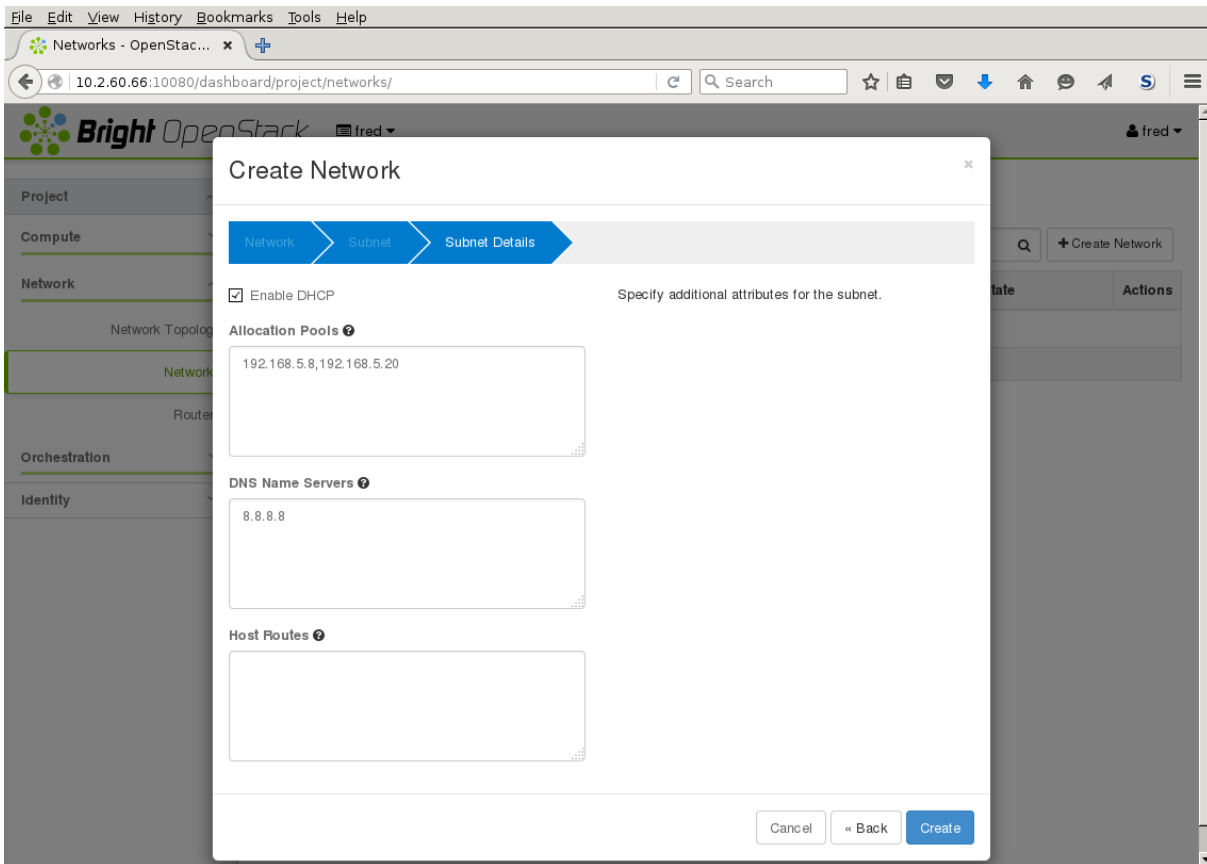 File Edit View History Bookmarks Tools Help
Networks - OpenStac...
10.2.60.66:10080/dashboard/project/networks/
Search
S
Bright OpenStack
fred
fred
Create Network
×
Project
Compute
Network
Subnet
Subnet Details
Create Network
Network
Enable DHCP
Specify additional attributes for the subnet.
tate
Actions
Network Topolog
Allocation Pools
192.168.5.8,192.168.5.20
Network
Router
Orchestration
DNS Name Servers
Identity
8.8.8.8
Host Routes
Cancel
« Back
Create